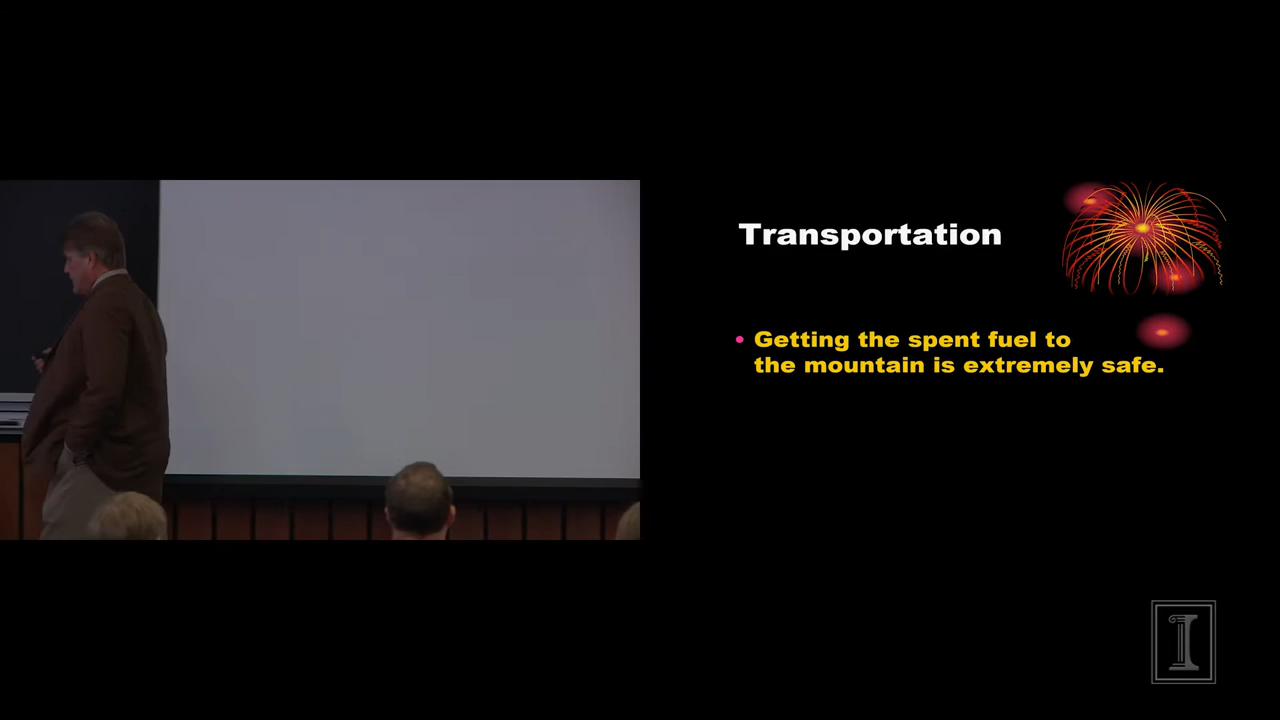 Transportation
• Getting the spent fuel to
the mountain is extremely safe.
I